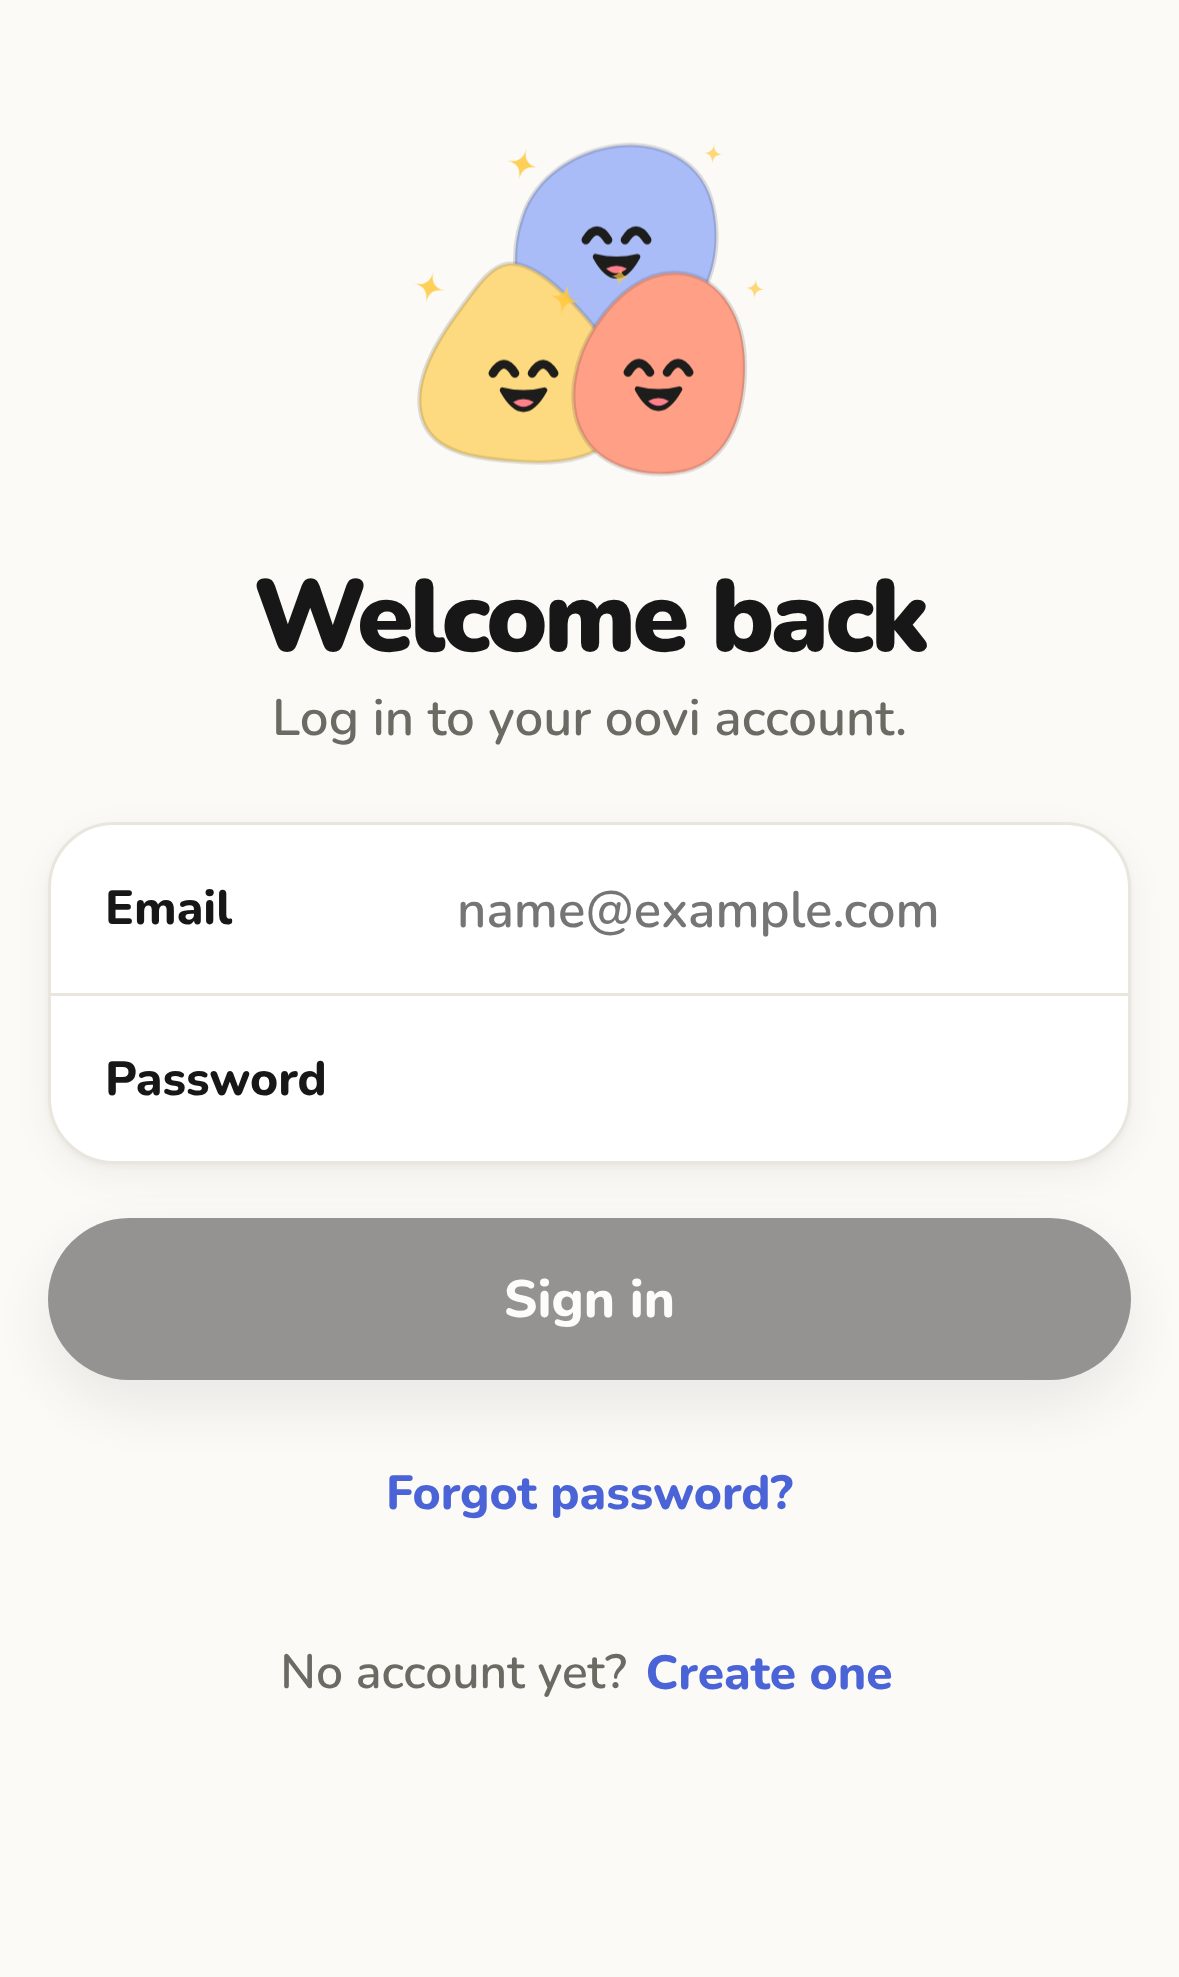 Welcome back
Log in to your oovi account.
Email name@example.com
Password
Sign in
Forgot password?
No account yet? Create one